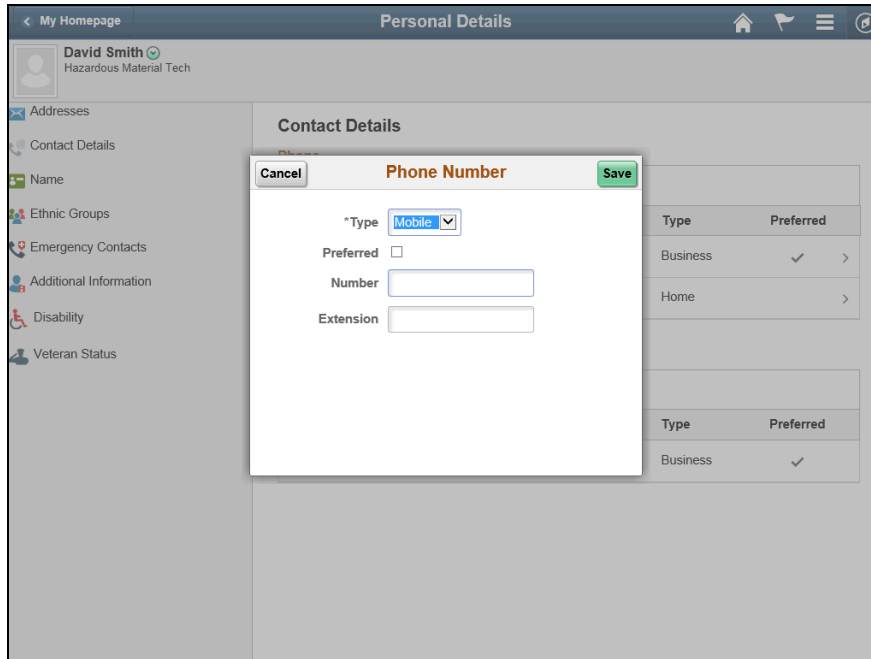 My Homepage
Personal Details
David Smith
Hazardous Material Tech
Addresses
Contact Details
Name
Ethnic Groups
Emergency Contacts
Additional Information
Disability
Veteran Status
Contact Details
Phone
Cancel
Phone Number
Save
*Type Mobile
Preferred
Number
Extension
Type Preferred
Business
Home
Type Preferred
Business